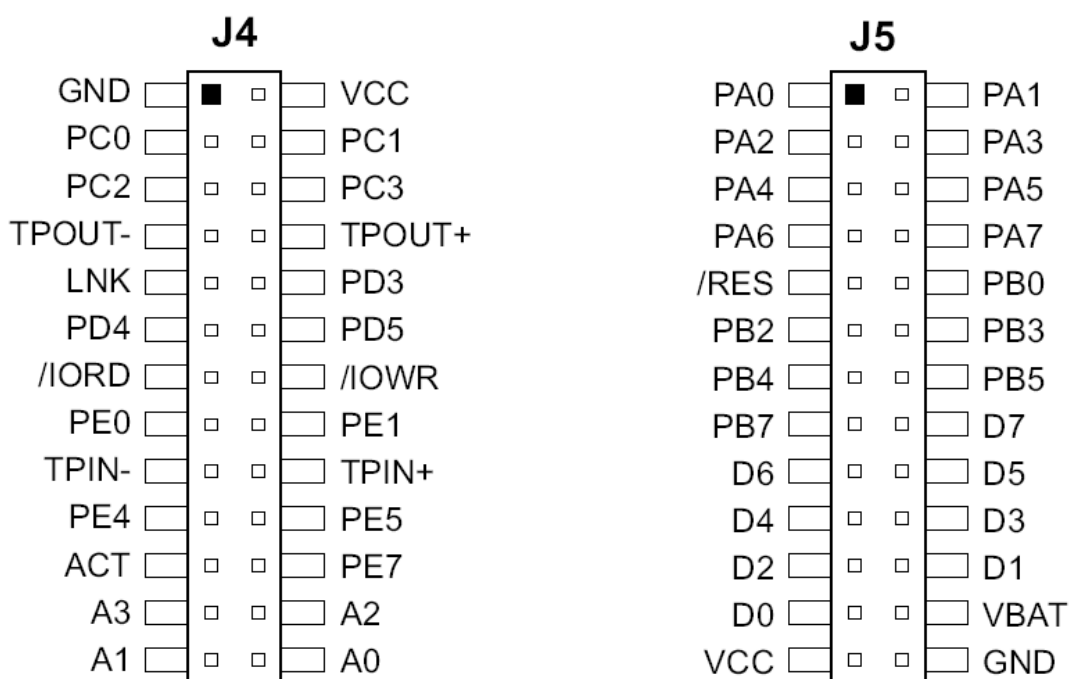 J4 J5
GND VCC PA0 PA1
PC0 PC1 PA2 PA3
PC2 PC3 PA4 PA5
TPOUT- TPOUT+ PA6 PA7
LNK PD3 /RES PB0
PD4 PD5 PB2 PB3
/IORD /IOWR PB4 PB5
PE0 PE1 PB7 D7
TPIN- TPIN+ D6 D5
PE4 PE5 D4 D3
ACT PE7 D2 D1
A3 A2 D0 VBAT
A1 A0 VCC GND